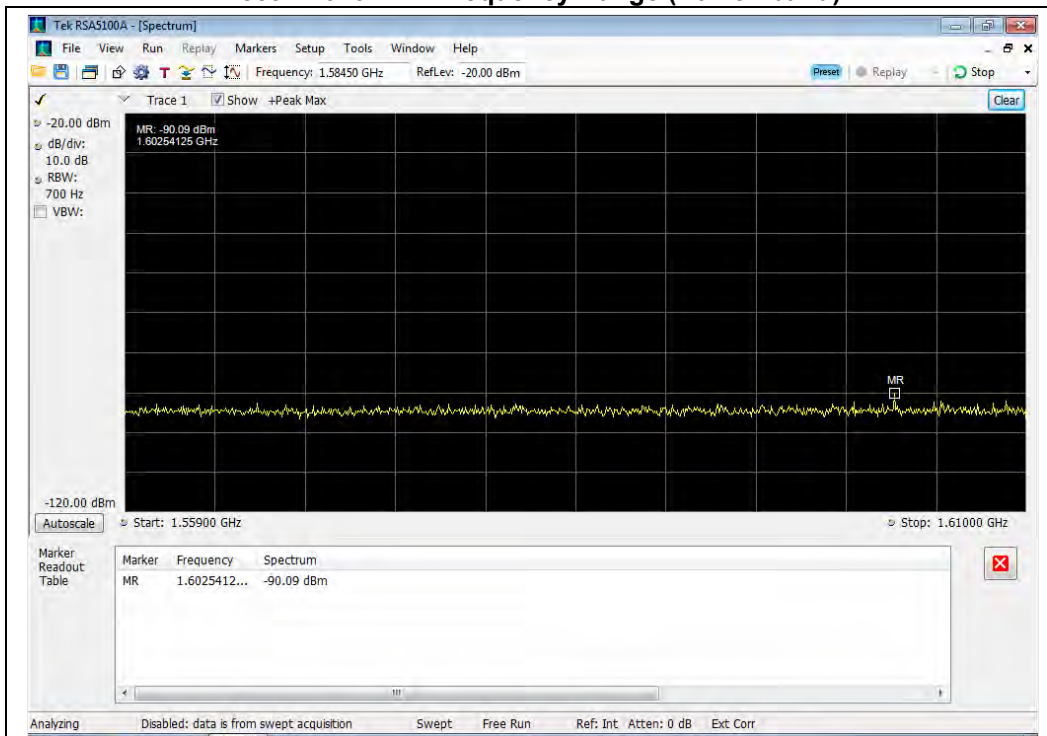 Tek RSA5100A - [Spectrum]
File View Run Replay Markers Setup Tools Window Help
T Frequency: 1.58450 GHz RefLev: -20.00 dBm Preset Replay Stop
Trace 1 Show +Peak Max Clear
-20.00 dBm
dB/div:
10.0 dB
RBW:
700 Hz
VBW:
MR: -90.09 dBm
1.60254125 GHz
MR
-120.00 dBm
Autoscale Start: 1.55900 GHz Stop: 1.61000 GHz
Marker Readout Table
Marker Frequency Spectrum
MR 1.6025412... -90.09 dBm
Analyzing Disabled: data is from swept acquisition Swept Free Run Ref: Int Atten: 0 dB Ext Corr